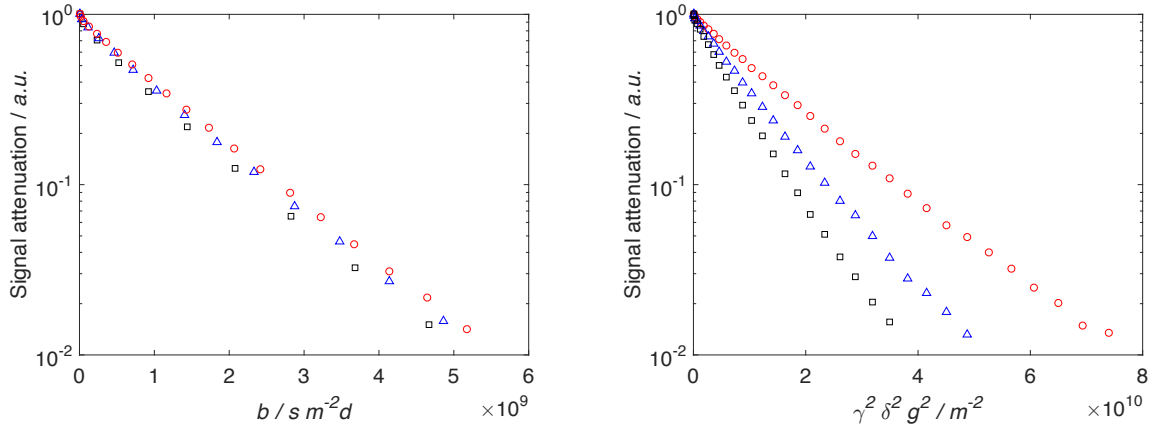 10^0
10^-1
10^-2
Signal attenuation / a.u.
0 1 2 3 4 5 6
b / s m^-2d
×10^9
10^0
10^-1
10^-2
Signal attenuation / a.u.
0 2 4 6 8
γ^2 δ^2 g^2 / m^-2
×10^10